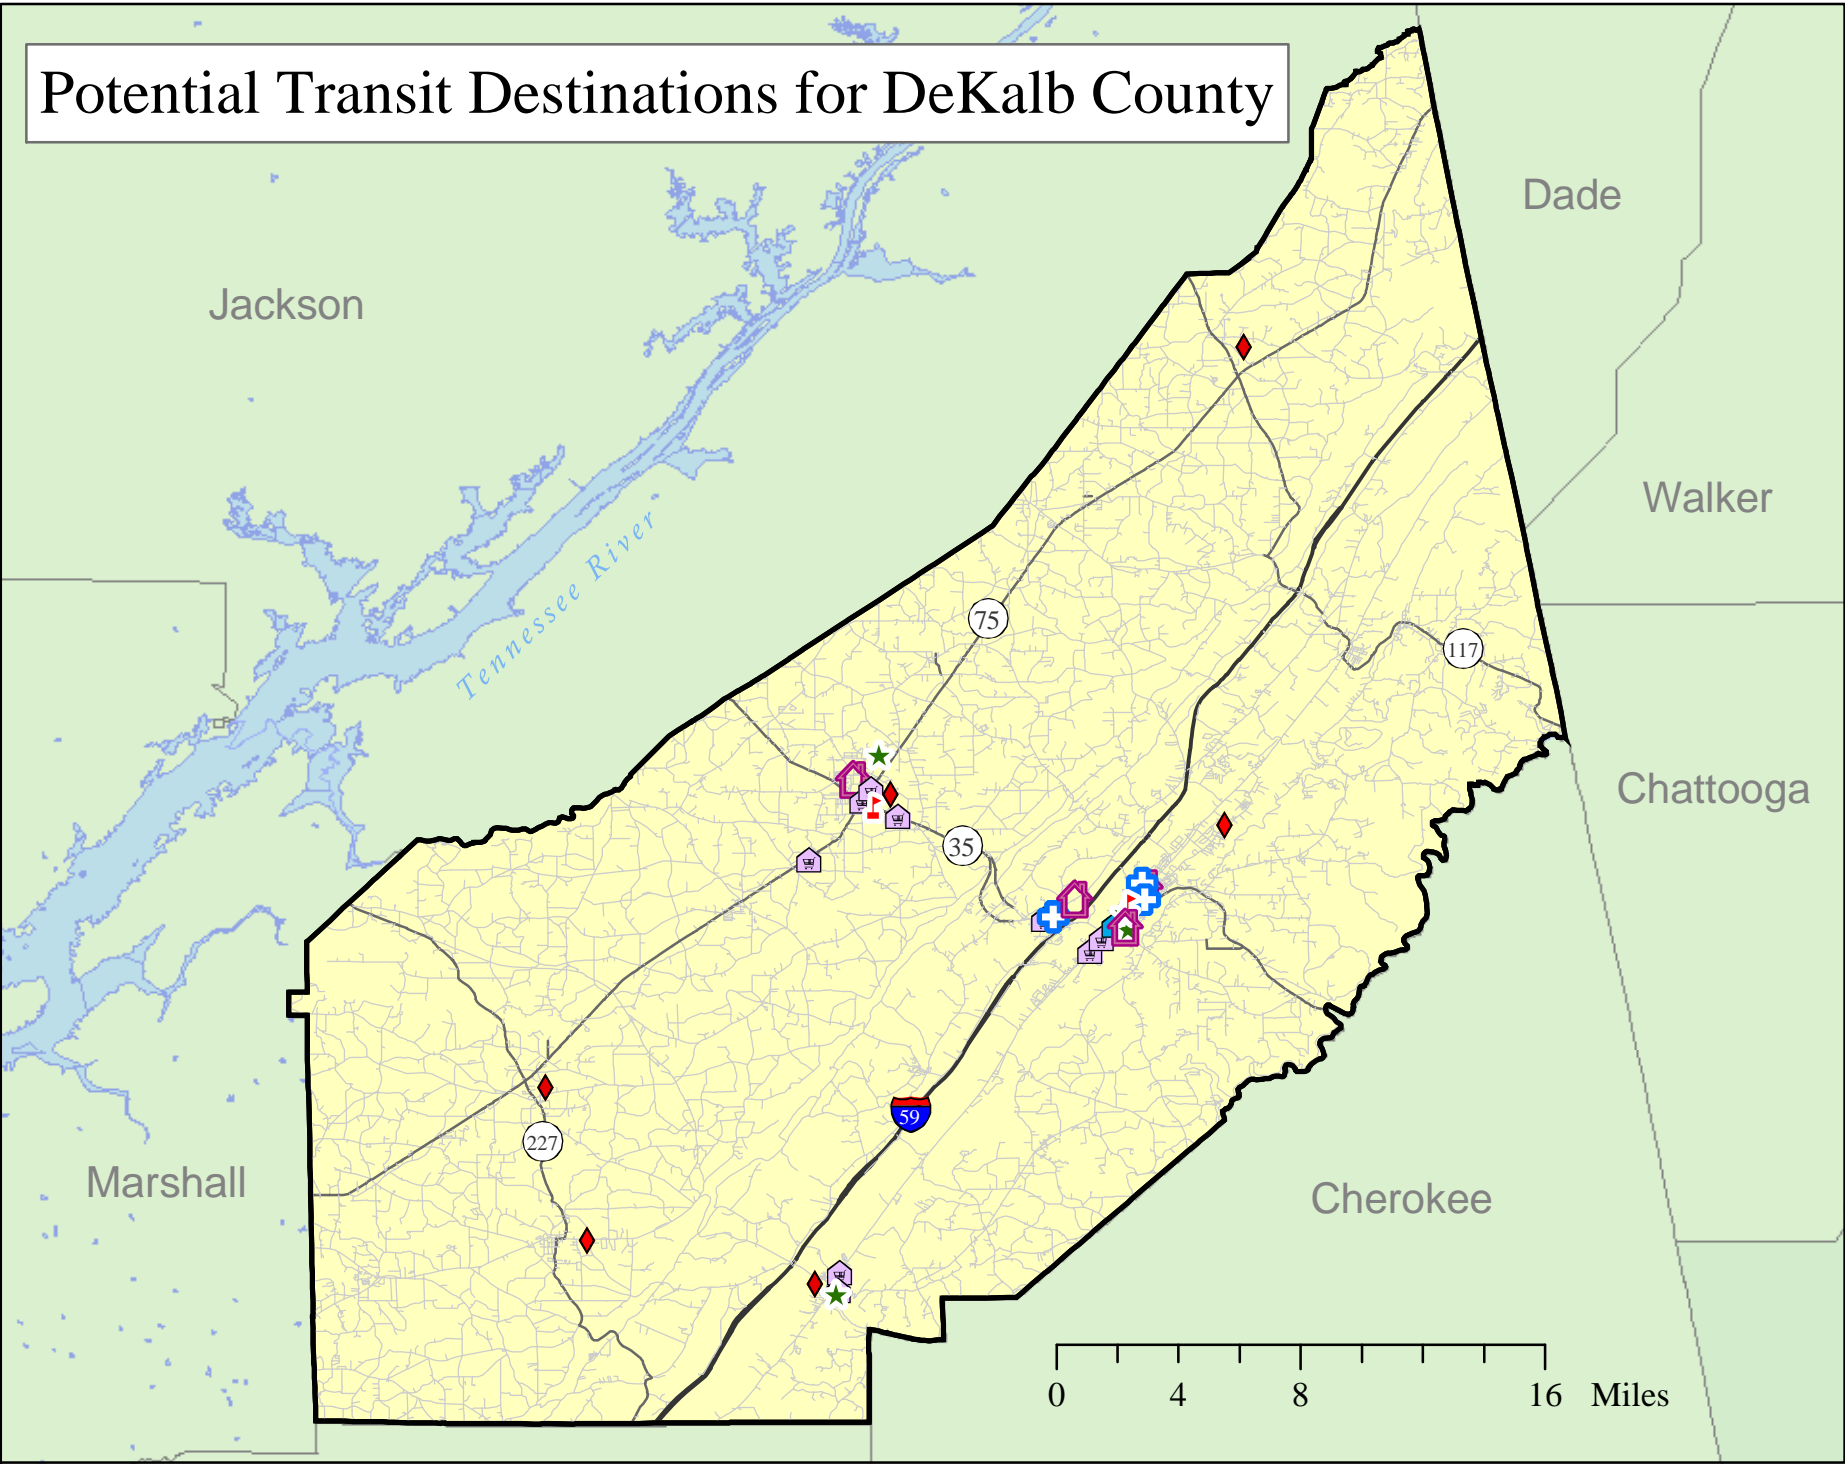 Potential Transit Destinations for DeKalb County
Dade
Jackson
Walker
Tennessee River
75
117
Chattooga
35
59
227
Marshall
Cherokee
0 4 8 16 Miles